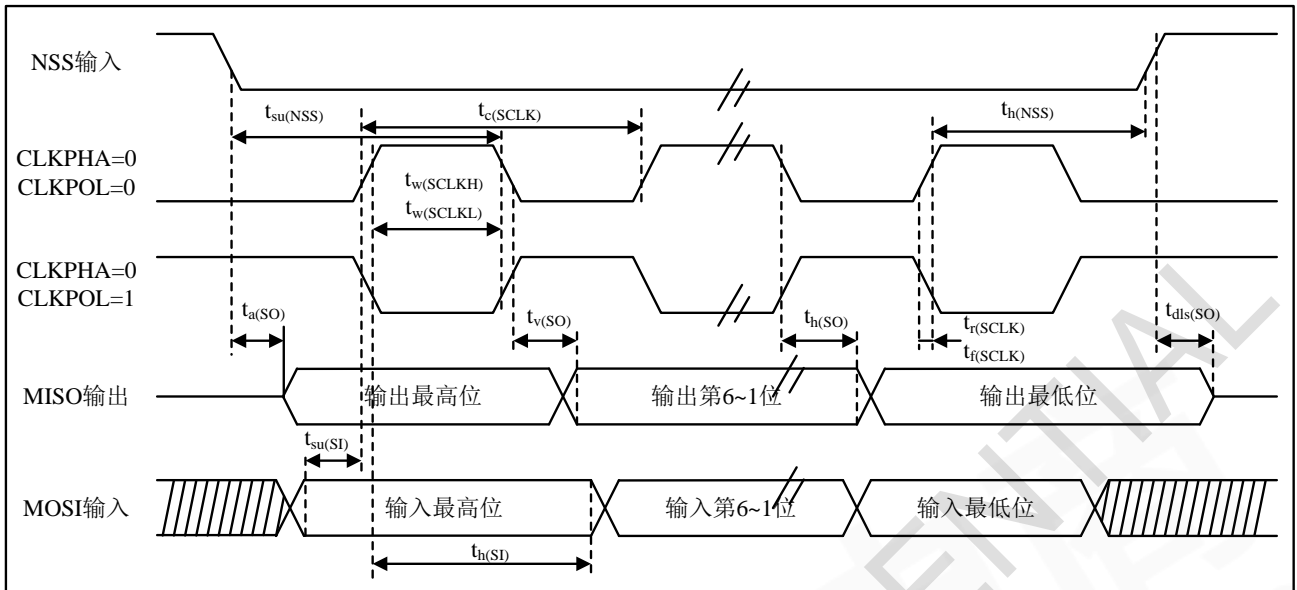 NSS输入
tsu(NSS)
tc(SCLK)
th(NSS)
CLKPHA=0
CLKPOL=0
tw(SCLKH)
tw(SCLKL)
CLKPHA=0
CLKPOL=1
ta(SO)
tv(SO)
th(SO)
tr(SCLK)
tf(SCLK)
tdls(SO)
MISO输出
输出最高位
输出第6~1位
输出最低位
tsu(SI)
MOSI输入
输入最高位
输入第6~1位
输入最低位
th(SI)
ENTIAL